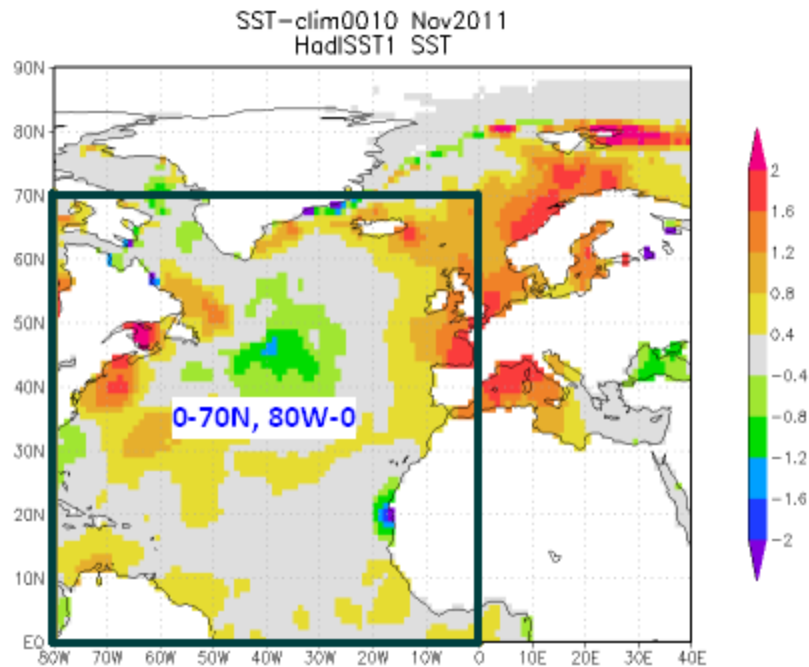 SST-clim0010 Nov2011
HadISST1 SST
90N
80N
70N
60N
50N
40N
30N
20N
10N
EQ
0-70N, 80W-0
80W 70W 60W 50W 40W 30W 20W 10W 0 10E 20E 30E 40E
2
1.6
1.2
0.8
0.4
-0.4
-0.8
-1.2
-1.6
-2